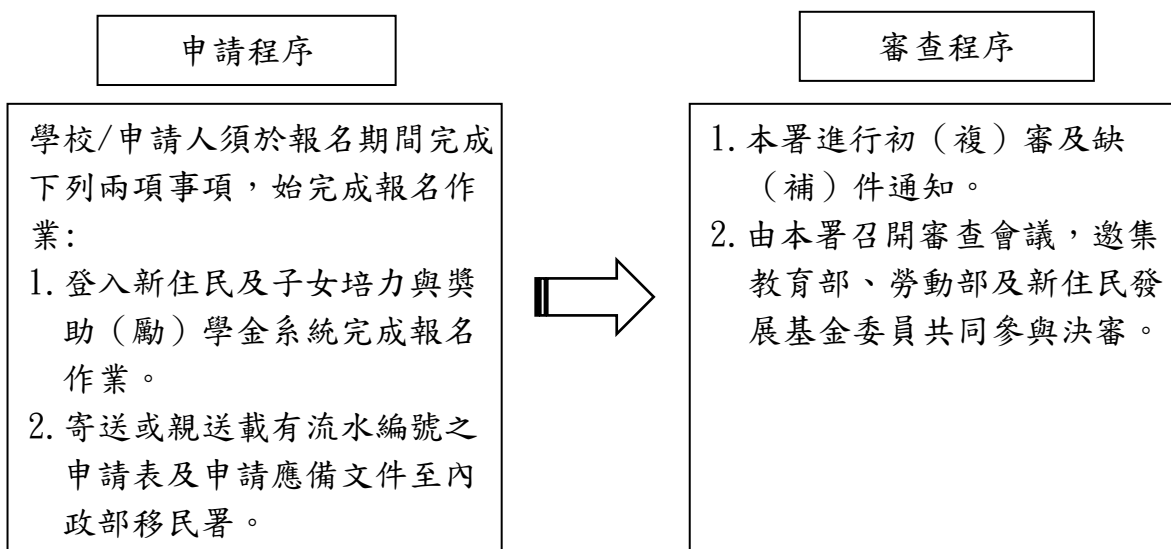 申請程序
學校/申請人須於報名期間完成
下列兩項事項，始完成報名作
業：
1. 登入新住民及子女培力與獎
助（勵）學金系統完成報名
作業。
2. 寄送或親送載有流水編號之
申請表及申請應備文件至內
政部移民署。
審查程序
1. 本署進行初（複）審及缺
（補）件通知。
2. 由本署召開審查會議，邀集
教育部、勞動部及新住民發
展基金委員共同參與決審。